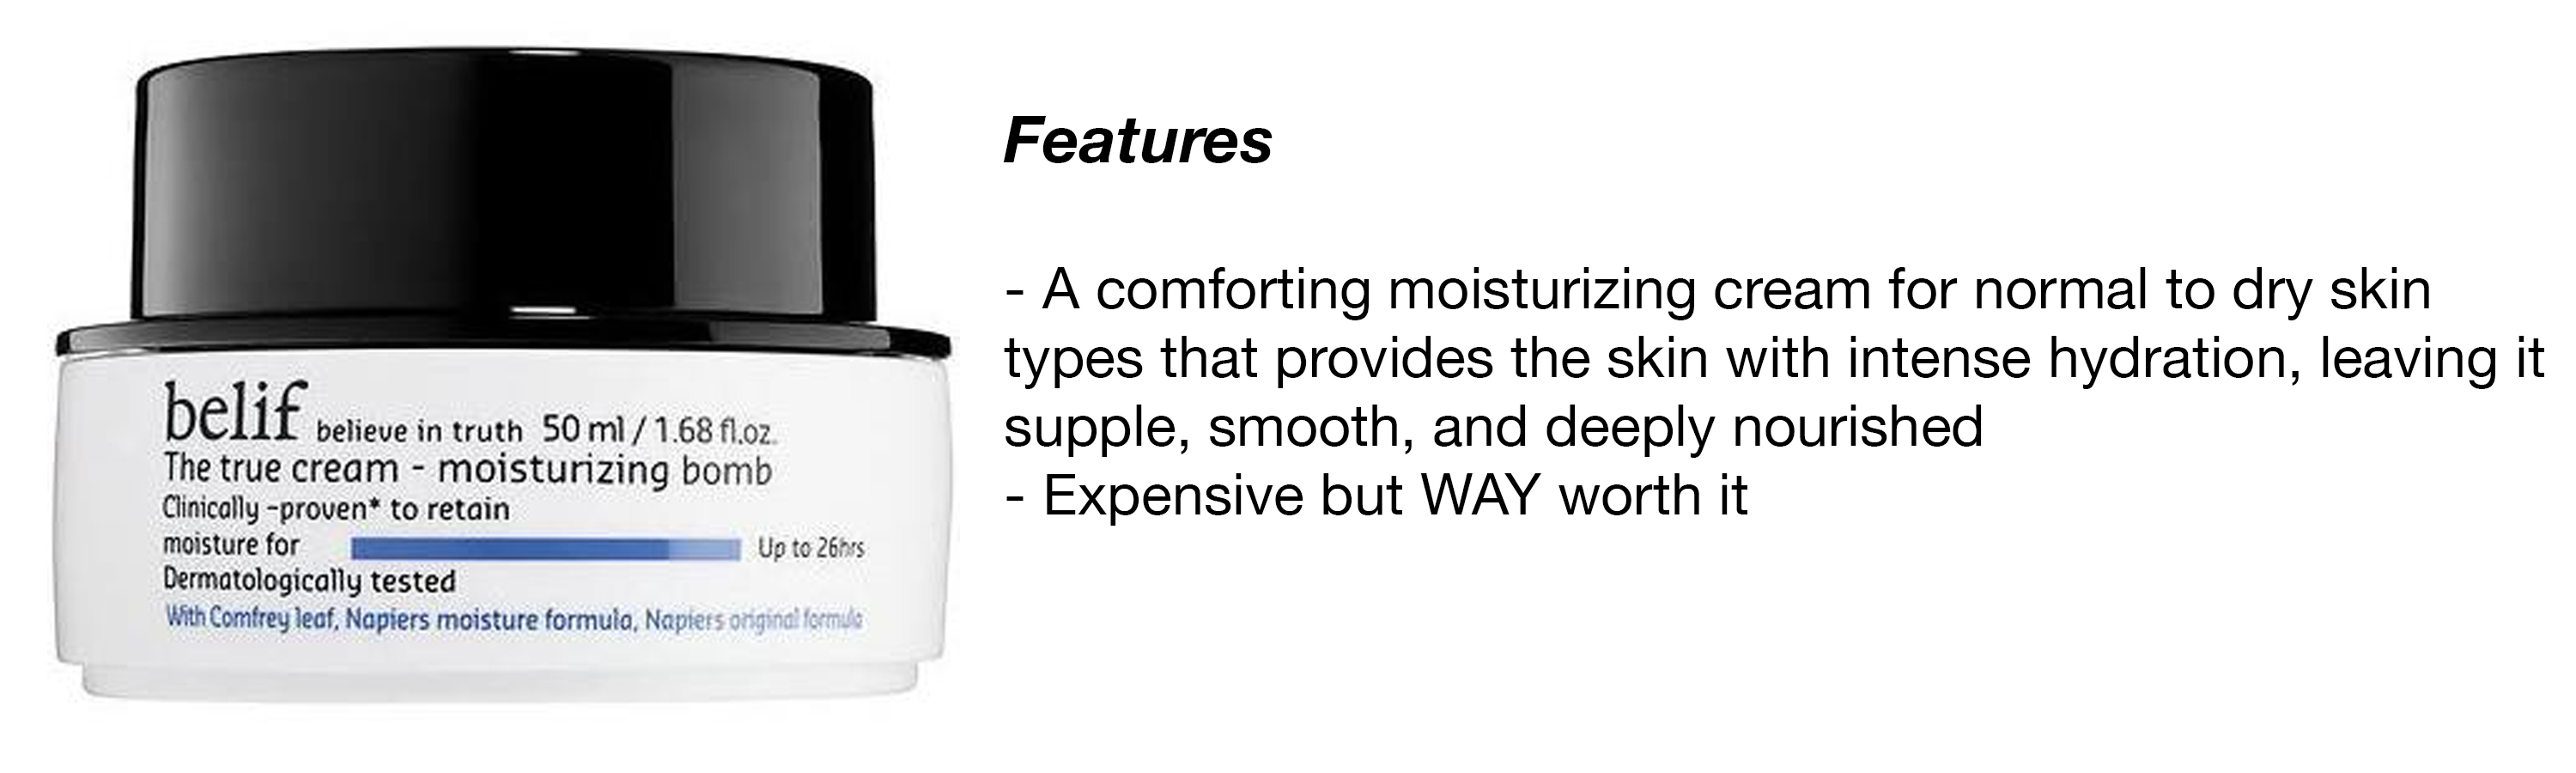 belif believe in truth 50 ml / 1.68 fl.oz.
The true cream - moisturizing bomb
Clinically -proven* to retain
moisture for Up to 26hrs
Dermatologically tested
With Comfrey leaf, Napiers moisture formula, Napiers original formula
Features
- A comforting moisturizing cream for normal to dry skin
types that provides the skin with intense hydration, leaving it
supple, smooth, and deeply nourished
- Expensive but WAY worth it